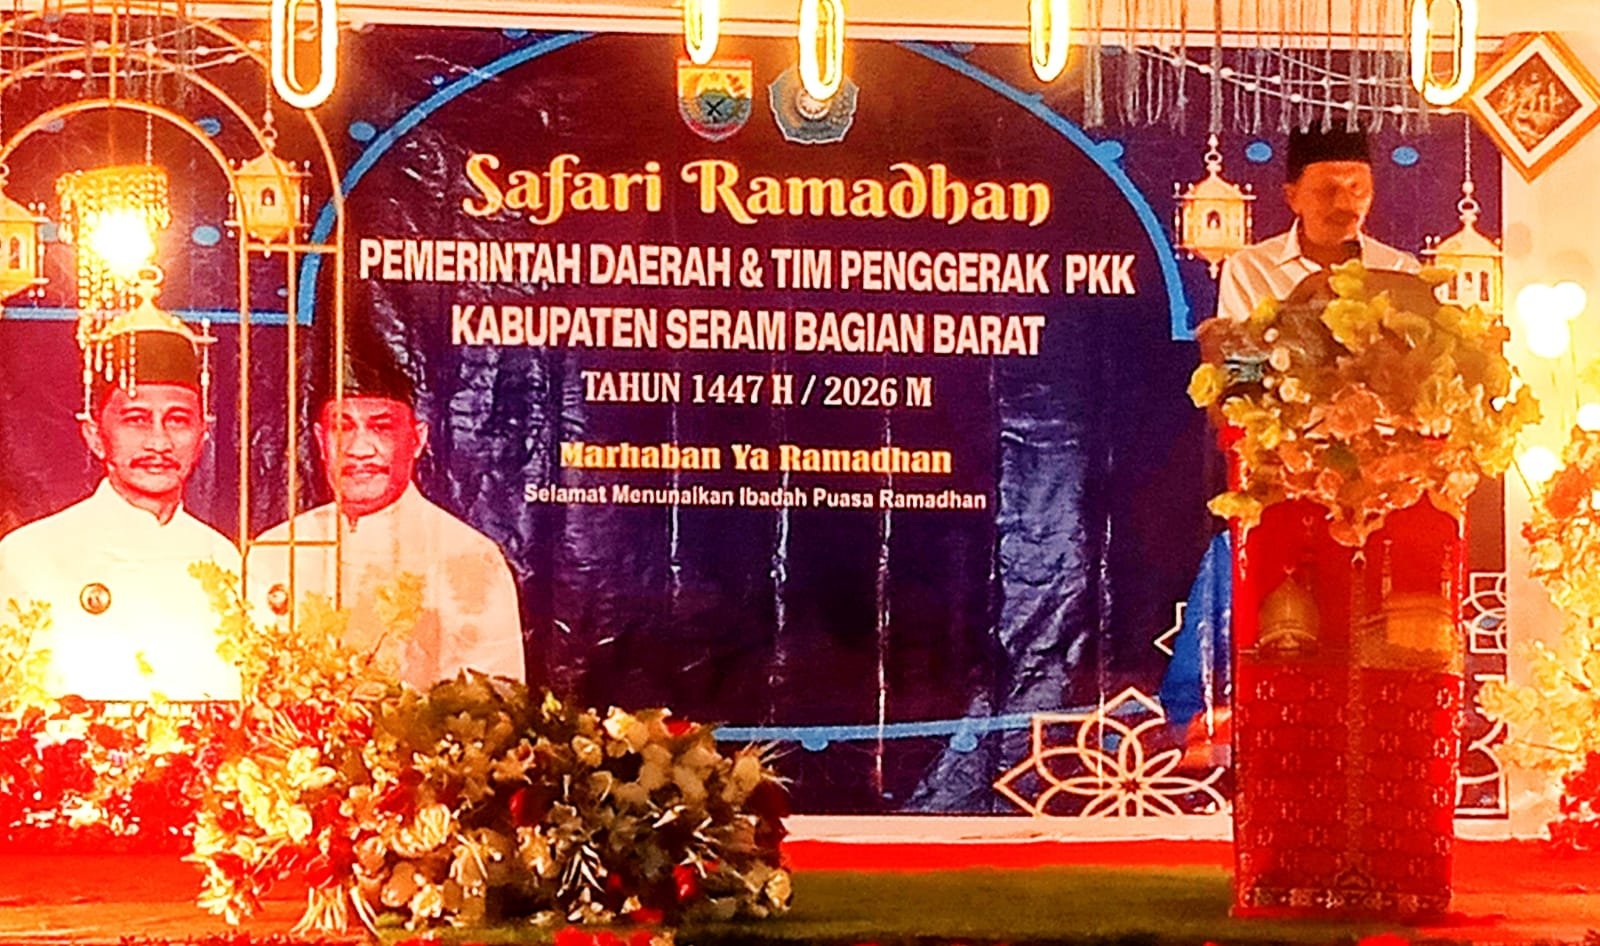 Safari Ramadhan
PEMERINTAH DAERAH & TIM PENGGERAK PKK
KABUPATEN SERAM BAGIAN BARAT
TAHUN 1447 H / 2026 M
Marhaban Ya Ramadhan
Selamat Menunaikan Ibadah Puasa Ramadhan